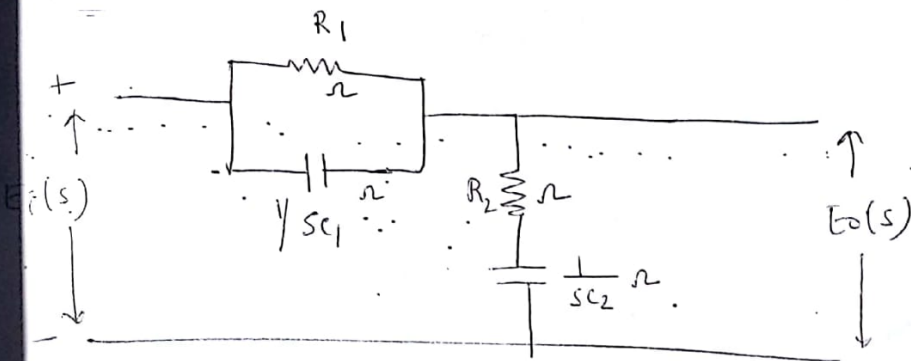 R1
Ω
+
Ei(s)
1/sc1 Ω
R2 Ω
1/sc2 Ω
Eo(s)
-